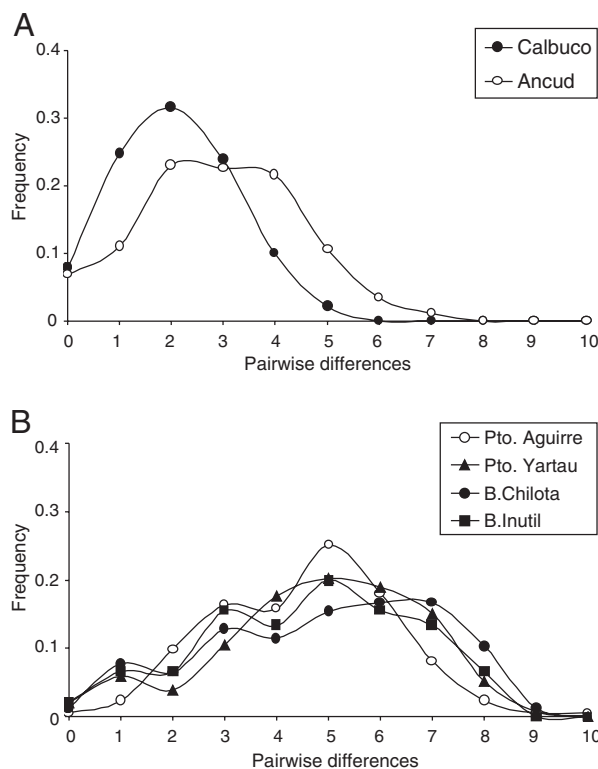 A
0.4
Calbuco
Ancud
0.3
Frequency
0.2
0.1
0
0 1 2 3 4 5 6 7 8 9 10
Pairwise differences
B
0.4
Pto. Aguirre
Pto. Yartau
B.Chilota
B.Inutil
0.3
Frequency
0.2
0.1
0
0 1 2 3 4 5 6 7 8 9 10
Pairwise differences